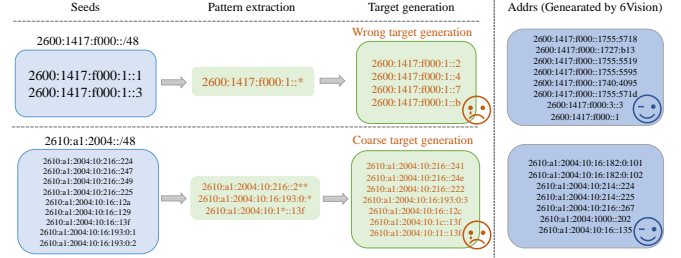 Seeds
Pattern extraction
Target generation
Addrs (Genearated by 6Vision)
2600:1417:f000::/48
2600:1417:f000:1::1
2600:1417:f000:1::3
2600:1417:f000:1::*
Wrong target generation
2600:1417:f000:1::2
2600:1417:f000:1::4
2600:1417:f000:1::7
2600:1417:f000:1::b
2600:1417:f000::1755:5718
2600:1417:f000::1727:b13
2600:1417:f000::1755:5519
2600:1417:f000::1755:5595
2600:1417:f000::1740:4095
2600:1417:f000::1755:571d
2600:1417:f000:3::3
2600:1417:f000::1
2610:a1:2004::/48
2610:a1:2004:10:216::224
2610:a1:2004:10:216::247
2610:a1:2004:10:216::249
2610:a1:2004:10:216::225
2610:a1:2004:10:16::12a
2610:a1:2004:10:16::129
2610:a1:2004:10:16::13f
2610:a1:2004:10:16:193:0:1
2610:a1:2004:10:16:193:0:2
2610:a1:2004:10:216::2**
2610:a1:2004:10:16:193:0:*
2610:a1:2004:10:1*::13f
Coarse target generation
2610:a1:2004:10:216::241
2610:a1:2004:10:216::24e
2610:a1:2004:10:216::222
2610:a1:2004:10:16:193:0:3
2610:a1:2004:10:16::12c
2610:a1:2004:10:1c::13f
2610:a1:2004:10:11::13f
2610:a1:2004:10:16:182:0:101
2610:a1:2004:10:16:182:0:102
2610:a1:2004:10:214::224
2610:a1:2004:10:214::225
2610:a1:2004:10:216::267
2610:a1:2004:1000::202
2610:a1:2004:10:16::135